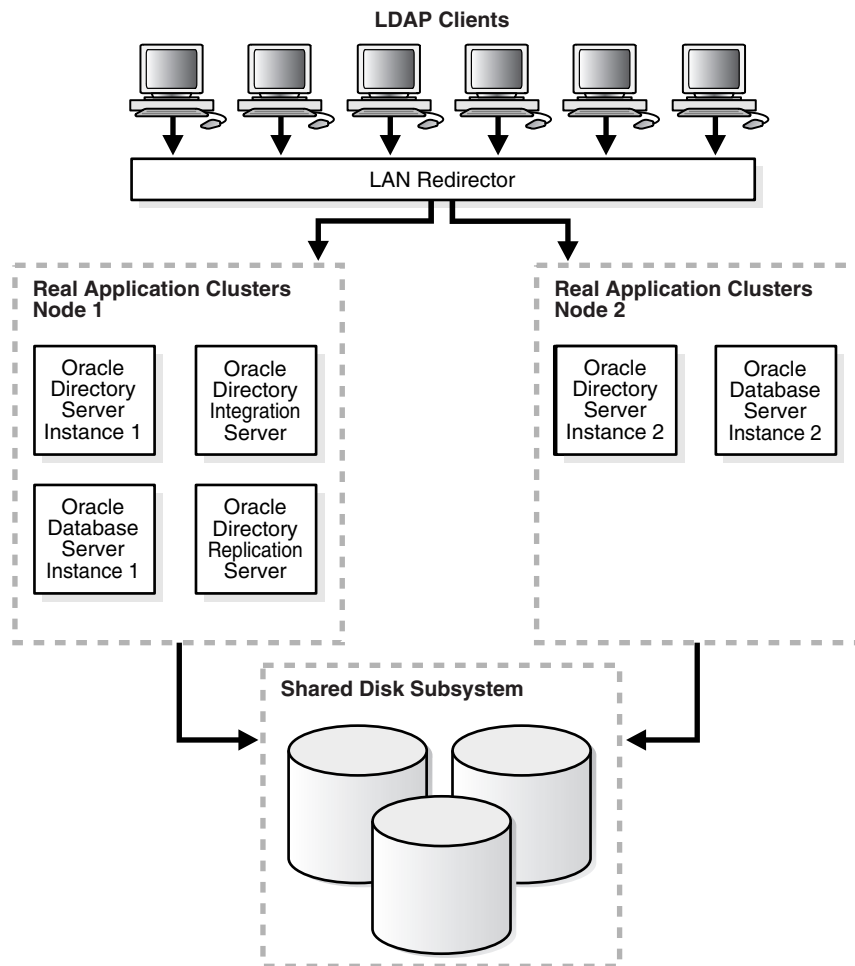 LDAP Clients
LAN Redirector
Real Application Clusters
Node 1
Oracle
Directory
Server
Instance 1
Oracle
Directory
Integration
Server
Oracle
Database
Server
Instance 1
Oracle
Directory
Replication
Server
Real Application Clusters
Node 2
Oracle
Directory
Server
Instance 2
Oracle
Database
Server
Instance 2
Shared Disk Subsystem